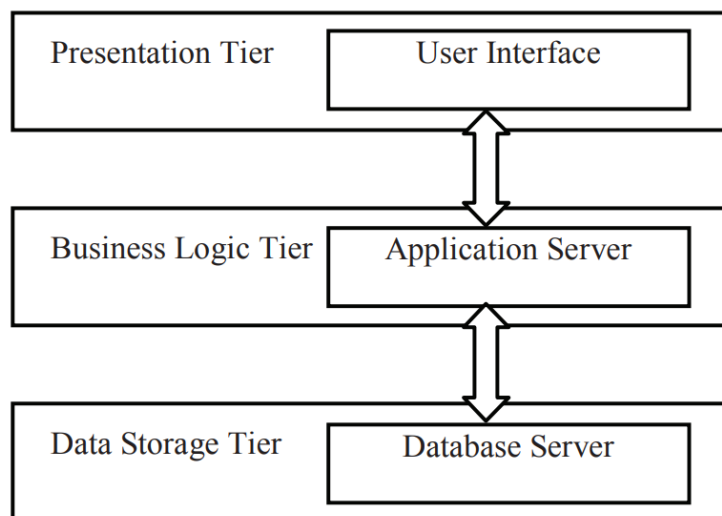 Presentation Tier
User Interface
Business Logic Tier
Application Server
Data Storage Tier
Database Server